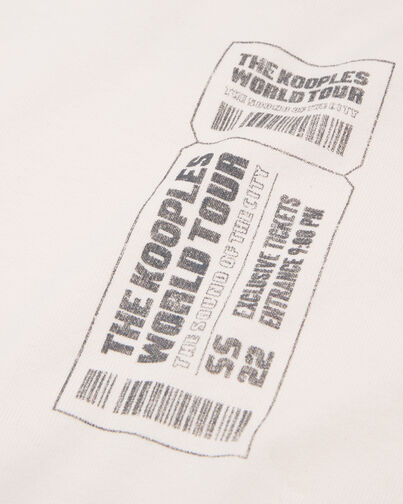 THE KOOPLES
WORLD TOUR
THE SOUND OF THE CITY
THE KOOPLES
WORLD TOUR
THE SOUND OF THE CITY
SS
22
EXCLUSIVE TICKETS
ENTRANCE 9:00 PM